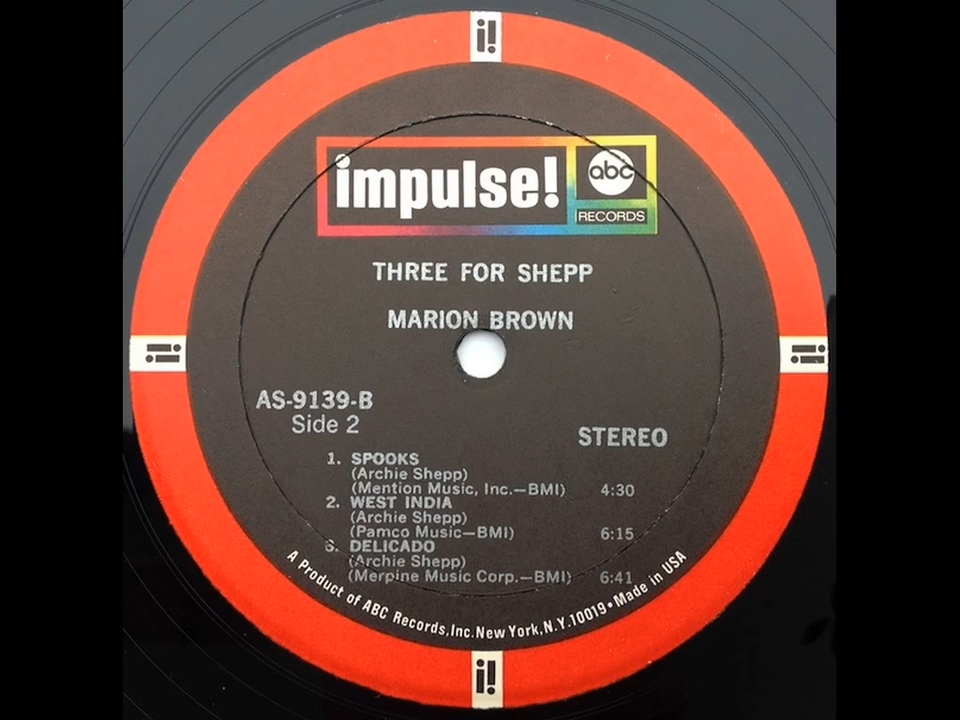 i!
impulse! abc RECORDS
THREE FOR SHEPP
MARION BROWN
i! i!
AS-9139-B
Side 2
STEREO
1. SPOOKS
(Archie Shepp)
(Mention Music, Inc.—BMI) 4:30
2. WEST INDIA
(Archie Shepp)
(Pamco Music—BMI) 6:15
3. DELICADO
(Archie Shepp)
(Merpine Music Corp.—BMI) 6:41
A Product of ABC Records, Inc. New York, N.Y. 10019 • Made in USA
i!